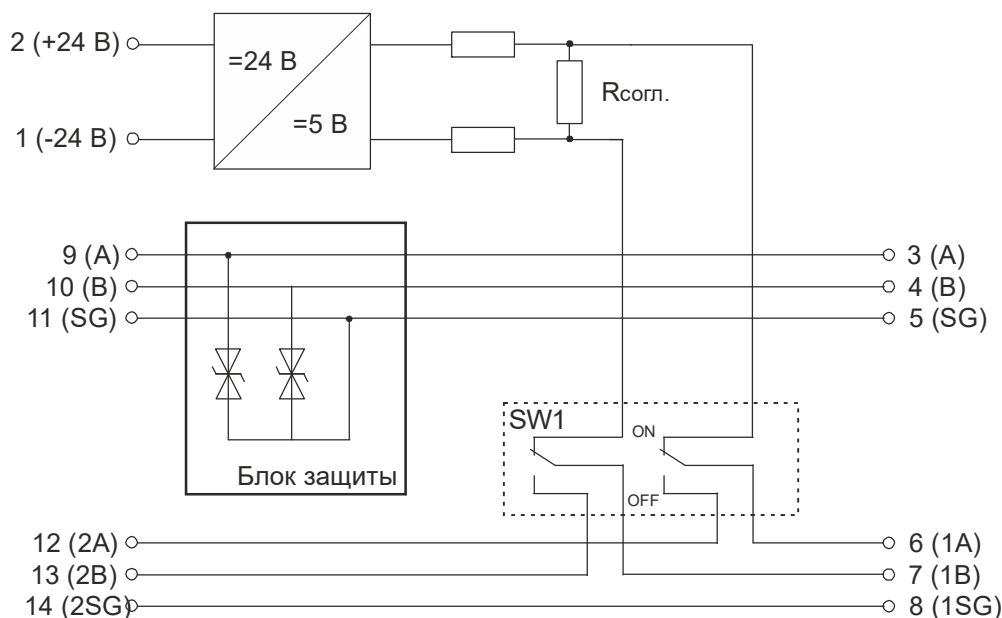 2 (+24 В)
=24 В
Rсогл.
=5 В
1 (-24 В)
9 (A)
3 (A)
10 (B)
4 (B)
11 (SG)
5 (SG)
SW1
ON
Блок защиты
OFF
12 (2A)
6 (1A)
13 (2B)
7 (1B)
14 (2SG)
8 (1SG)